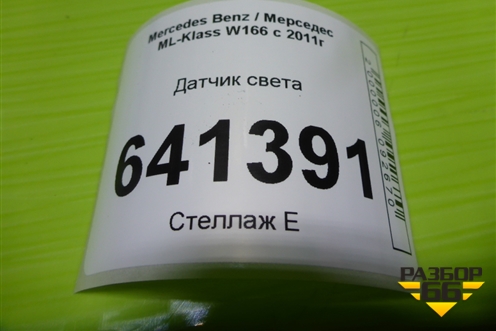 Mercedes Benz / Мерседес
ML-Klass W166 с 2011г
Датчик света
641391
Стеллаж Е
РАЗБОР
66